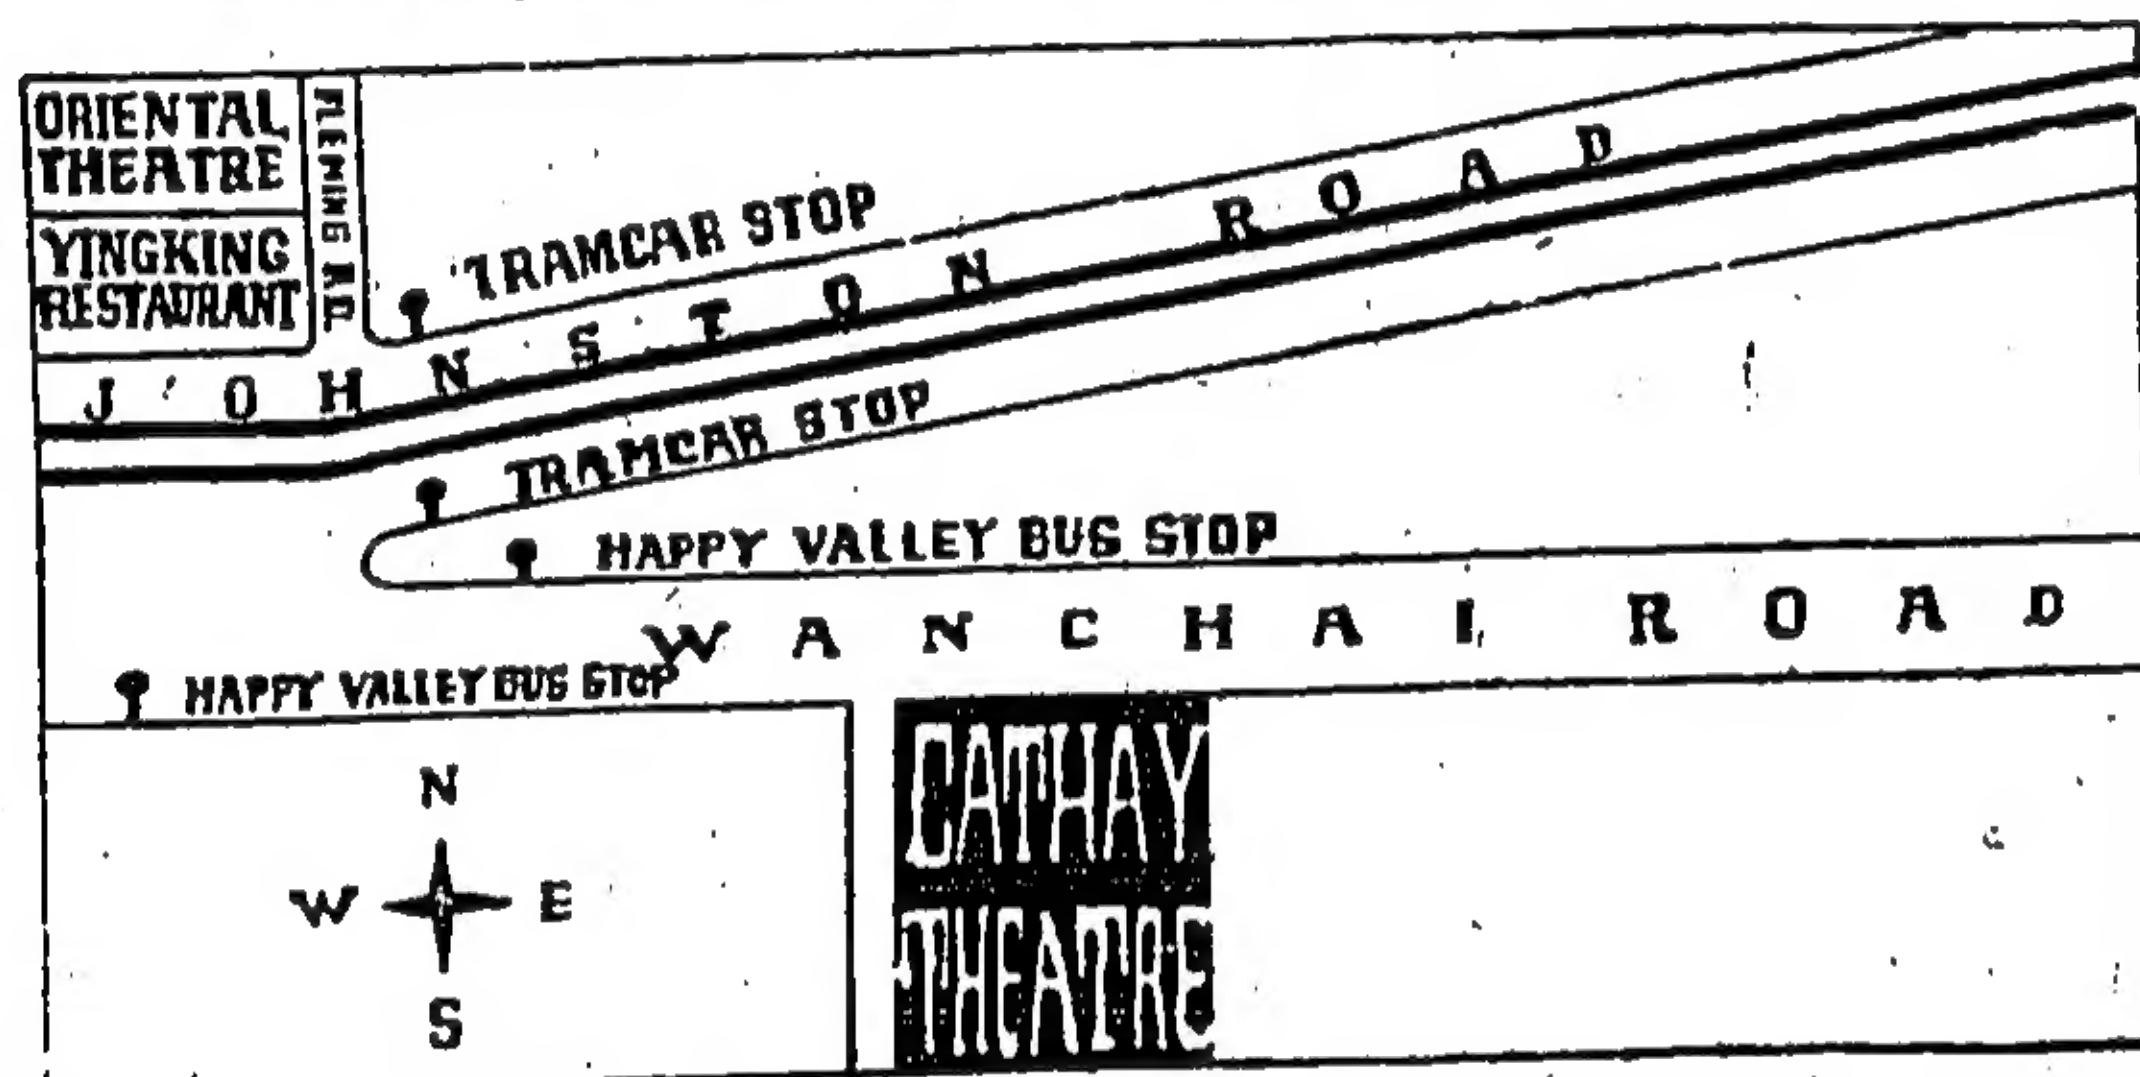 ORIENTAL
THEATRE
FLEMING RD.
YINGKING
RESTAURANT
TRAMCAR STOP
JOHNSTON ROAD
TRAMCAR STOP
HAPPY VALLEY BUS STOP
WANCHAI ROAD
HAPPY VALLEY BUS STOP
N
W E
S
CATHAY
THEATRE